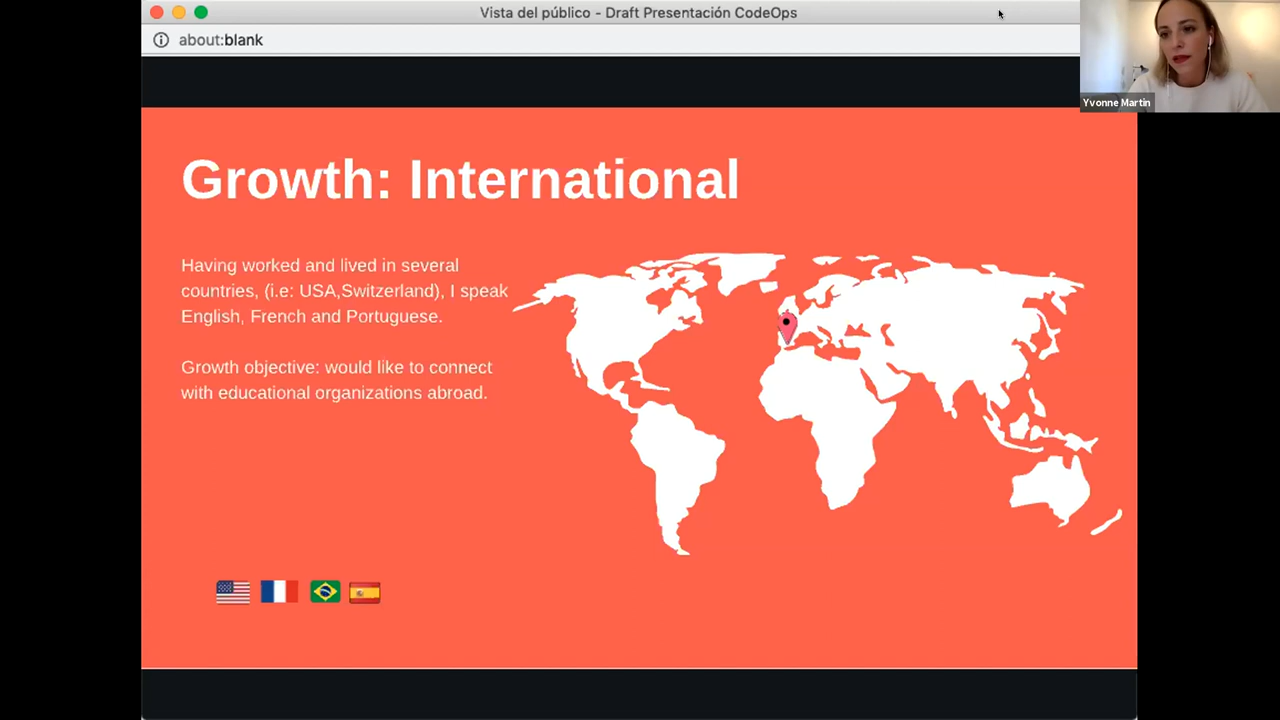 Vista del público - Draft Presentación CodeOps
about:blank
Yvonne Martin
Growth: International
Having worked and lived in several
countries, (i.e: USA,Switzerland), I speak
English, French and Portuguese.
Growth objective: would like to connect
with educational organizations abroad.